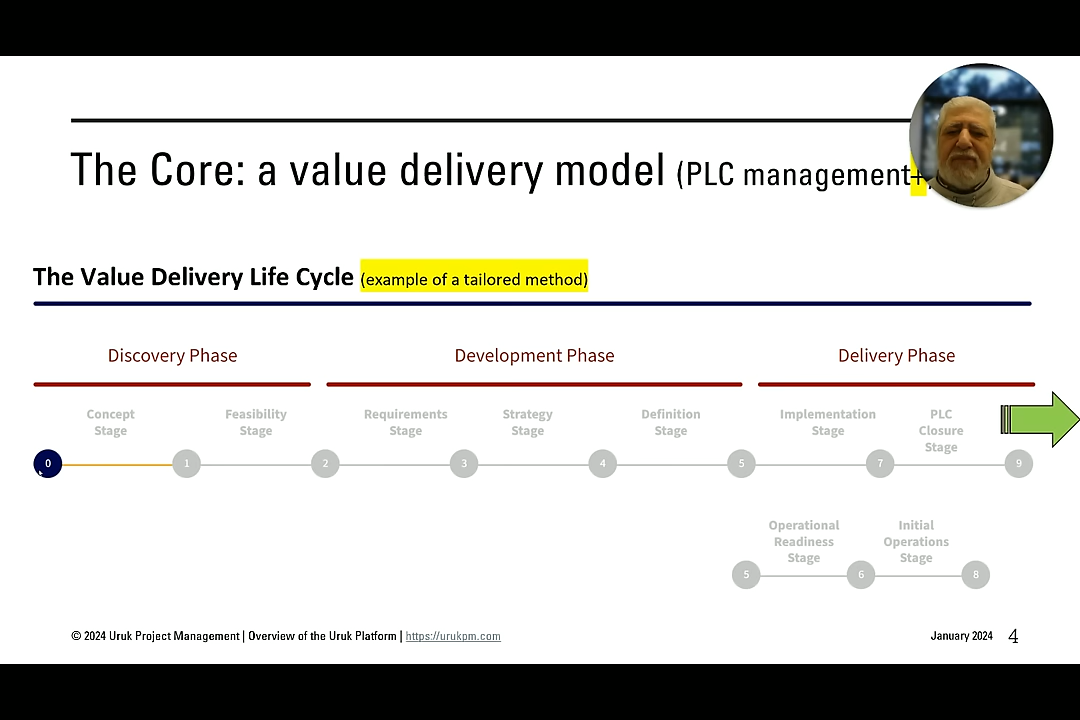 The Core: a value delivery model (PLC management+)
The Value Delivery Life Cycle (example of a tailored method)
Discovery Phase
Development Phase
Delivery Phase
Concept
Stage
Feasibility
Stage
Requirements
Stage
Strategy
Stage
Definition
Stage
Implementation
Stage
PLC
Closure
Stage
0
1
2
3
4
5
7
9
Operational
Readiness
Stage
Initial
Operations
Stage
5
6
8
© 2024 Uruk Project Management | Overview of the Uruk Platform | https://urukpm.com
January 2024
4